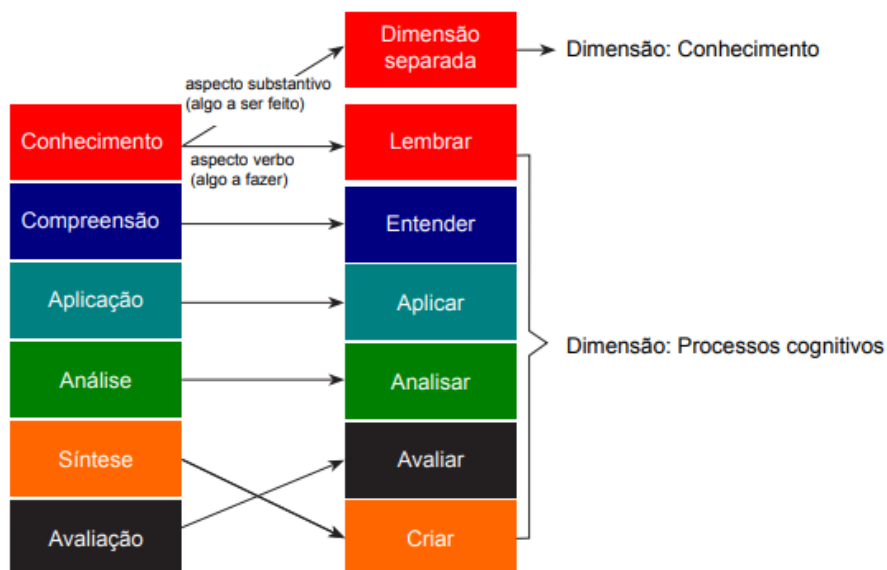 Dimensão
separada
Dimensão: Conhecimento
aspecto substantivo
(algo a ser feito)
Conhecimento
Lembrar
aspecto verbo
(algo a fazer)
Compreensão
Entender
Aplicação
Aplicar
Dimensão: Processos cognitivos
Análise
Analisar
Síntese
Avaliar
Avaliação
Criar